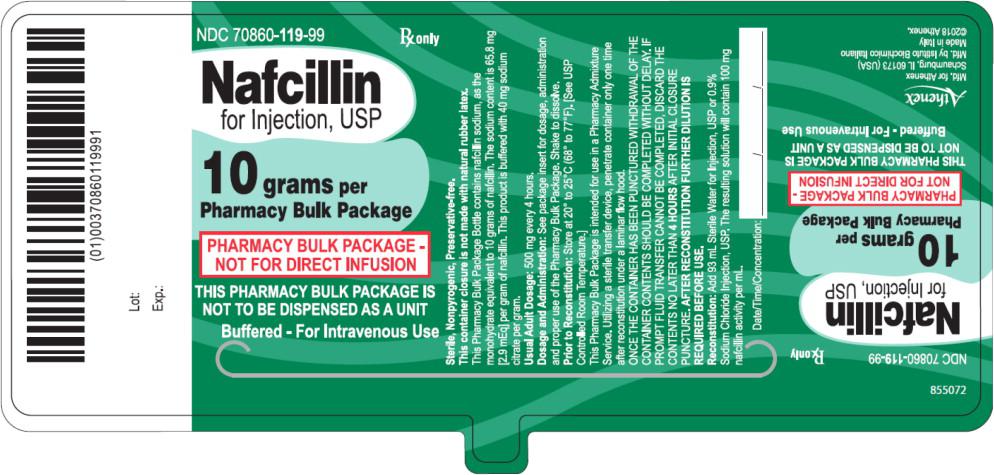 (01)00370860119991
Lot:
Exp.:
NDC 70860-119-99
Rx only
Nafcillin
for Injection, USP
10 grams per
Pharmacy Bulk Package
PHARMACY BULK PACKAGE -
NOT FOR DIRECT INFUSION
THIS PHARMACY BULK PACKAGE IS
NOT TO BE DISPENSED AS A UNIT
Buffered - For Intravenous Use
Sterile, Nonpyrogenic, Preservative-free.
This container closure is not made with natural rubber latex.
This Pharmacy Bulk Package Bottle contains nafcillin sodium, as the
monohydrate equivalent to 10 grams of nafcillin. The sodium content is 65.8 mg
[2.9 mEq] per gram of nafcillin. This product is buffered with 40 mg sodium
citrate per gram.
Usual Adult Dosage: 500 mg every 4 hours.
Dosage and Administration: See package insert for dosage, administration
and proper use of the Pharmacy Bulk Package. Shake to dissolve.
Prior to Reconstitution: Store at 20° to 25°C (68° to 77°F), [See USP
Controlled Room Temperature.]
This Pharmacy Bulk Package is intended for use in a Pharmacy Admixture
Service. Utilizing a sterile transfer device, penetrate container only one time
after reconstitution under a laminar flow hood.
ONCE THE CONTAINER HAS BEEN PUNCTURED WITHDRAWAL OF THE
CONTAINER CONTENTS SHOULD BE COMPLETED WITHOUT DELAY. IF
PROMPT FLUID TRANSFER CANNOT BE COMPLETED, DISCARD THE
CONTENTS NO LATER THAN 4 HOURS AFTER INITIAL CLOSURE
PUNCTURE. AFTER RECONSTITUTION FURTHER DILUTION IS
REQUIRED BEFORE USE.
Reconstitution: Add 93 mL Sterile Water for Injection, USP or 0.9%
Sodium Chloride Injection, USP. The resulting solution will contain 100 mg
nafcillin activity per mL.
Date/Time/Concentration: / /
NDC 70860-119-99
Rx only
Nafcillin
for Injection, USP
10 grams per
Pharmacy Bulk Package
PHARMACY BULK PACKAGE -
NOT FOR DIRECT INFUSION
THIS PHARMACY BULK PACKAGE IS
NOT TO BE DISPENSED AS A UNIT
Buffered - For Intravenous Use
Athenex
Mfd. for Athenex
Schaumburg, IL 60173 (USA)
Mfd. by Istituto Biochimico Italiano
Made in Italy
©2018 Athenex.
855072